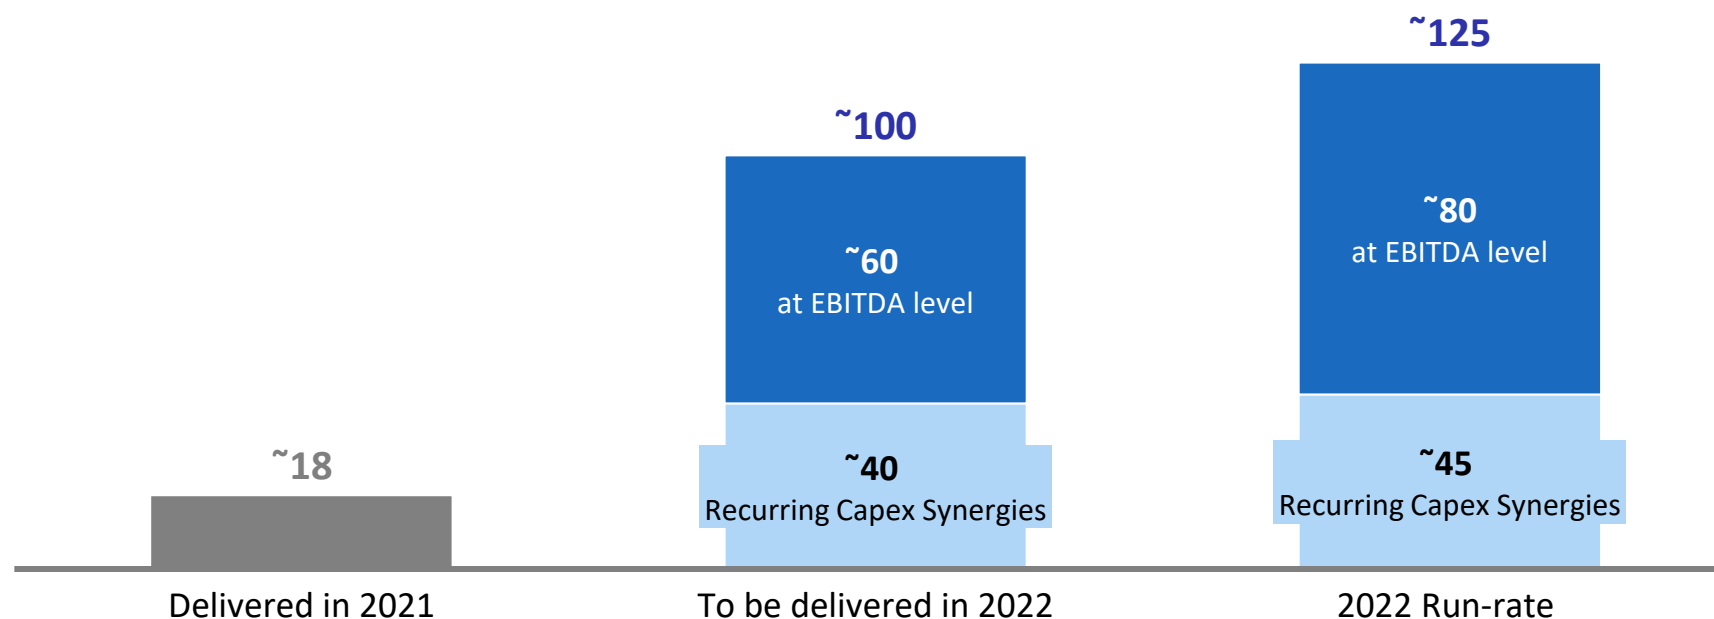 ~18
Delivered in 2021
~100
~60
at EBITDA level
~40
Recurring Capex Synergies
To be delivered in 2022
~125
~80
at EBITDA level
~45
Recurring Capex Synergies
2022 Run-rate